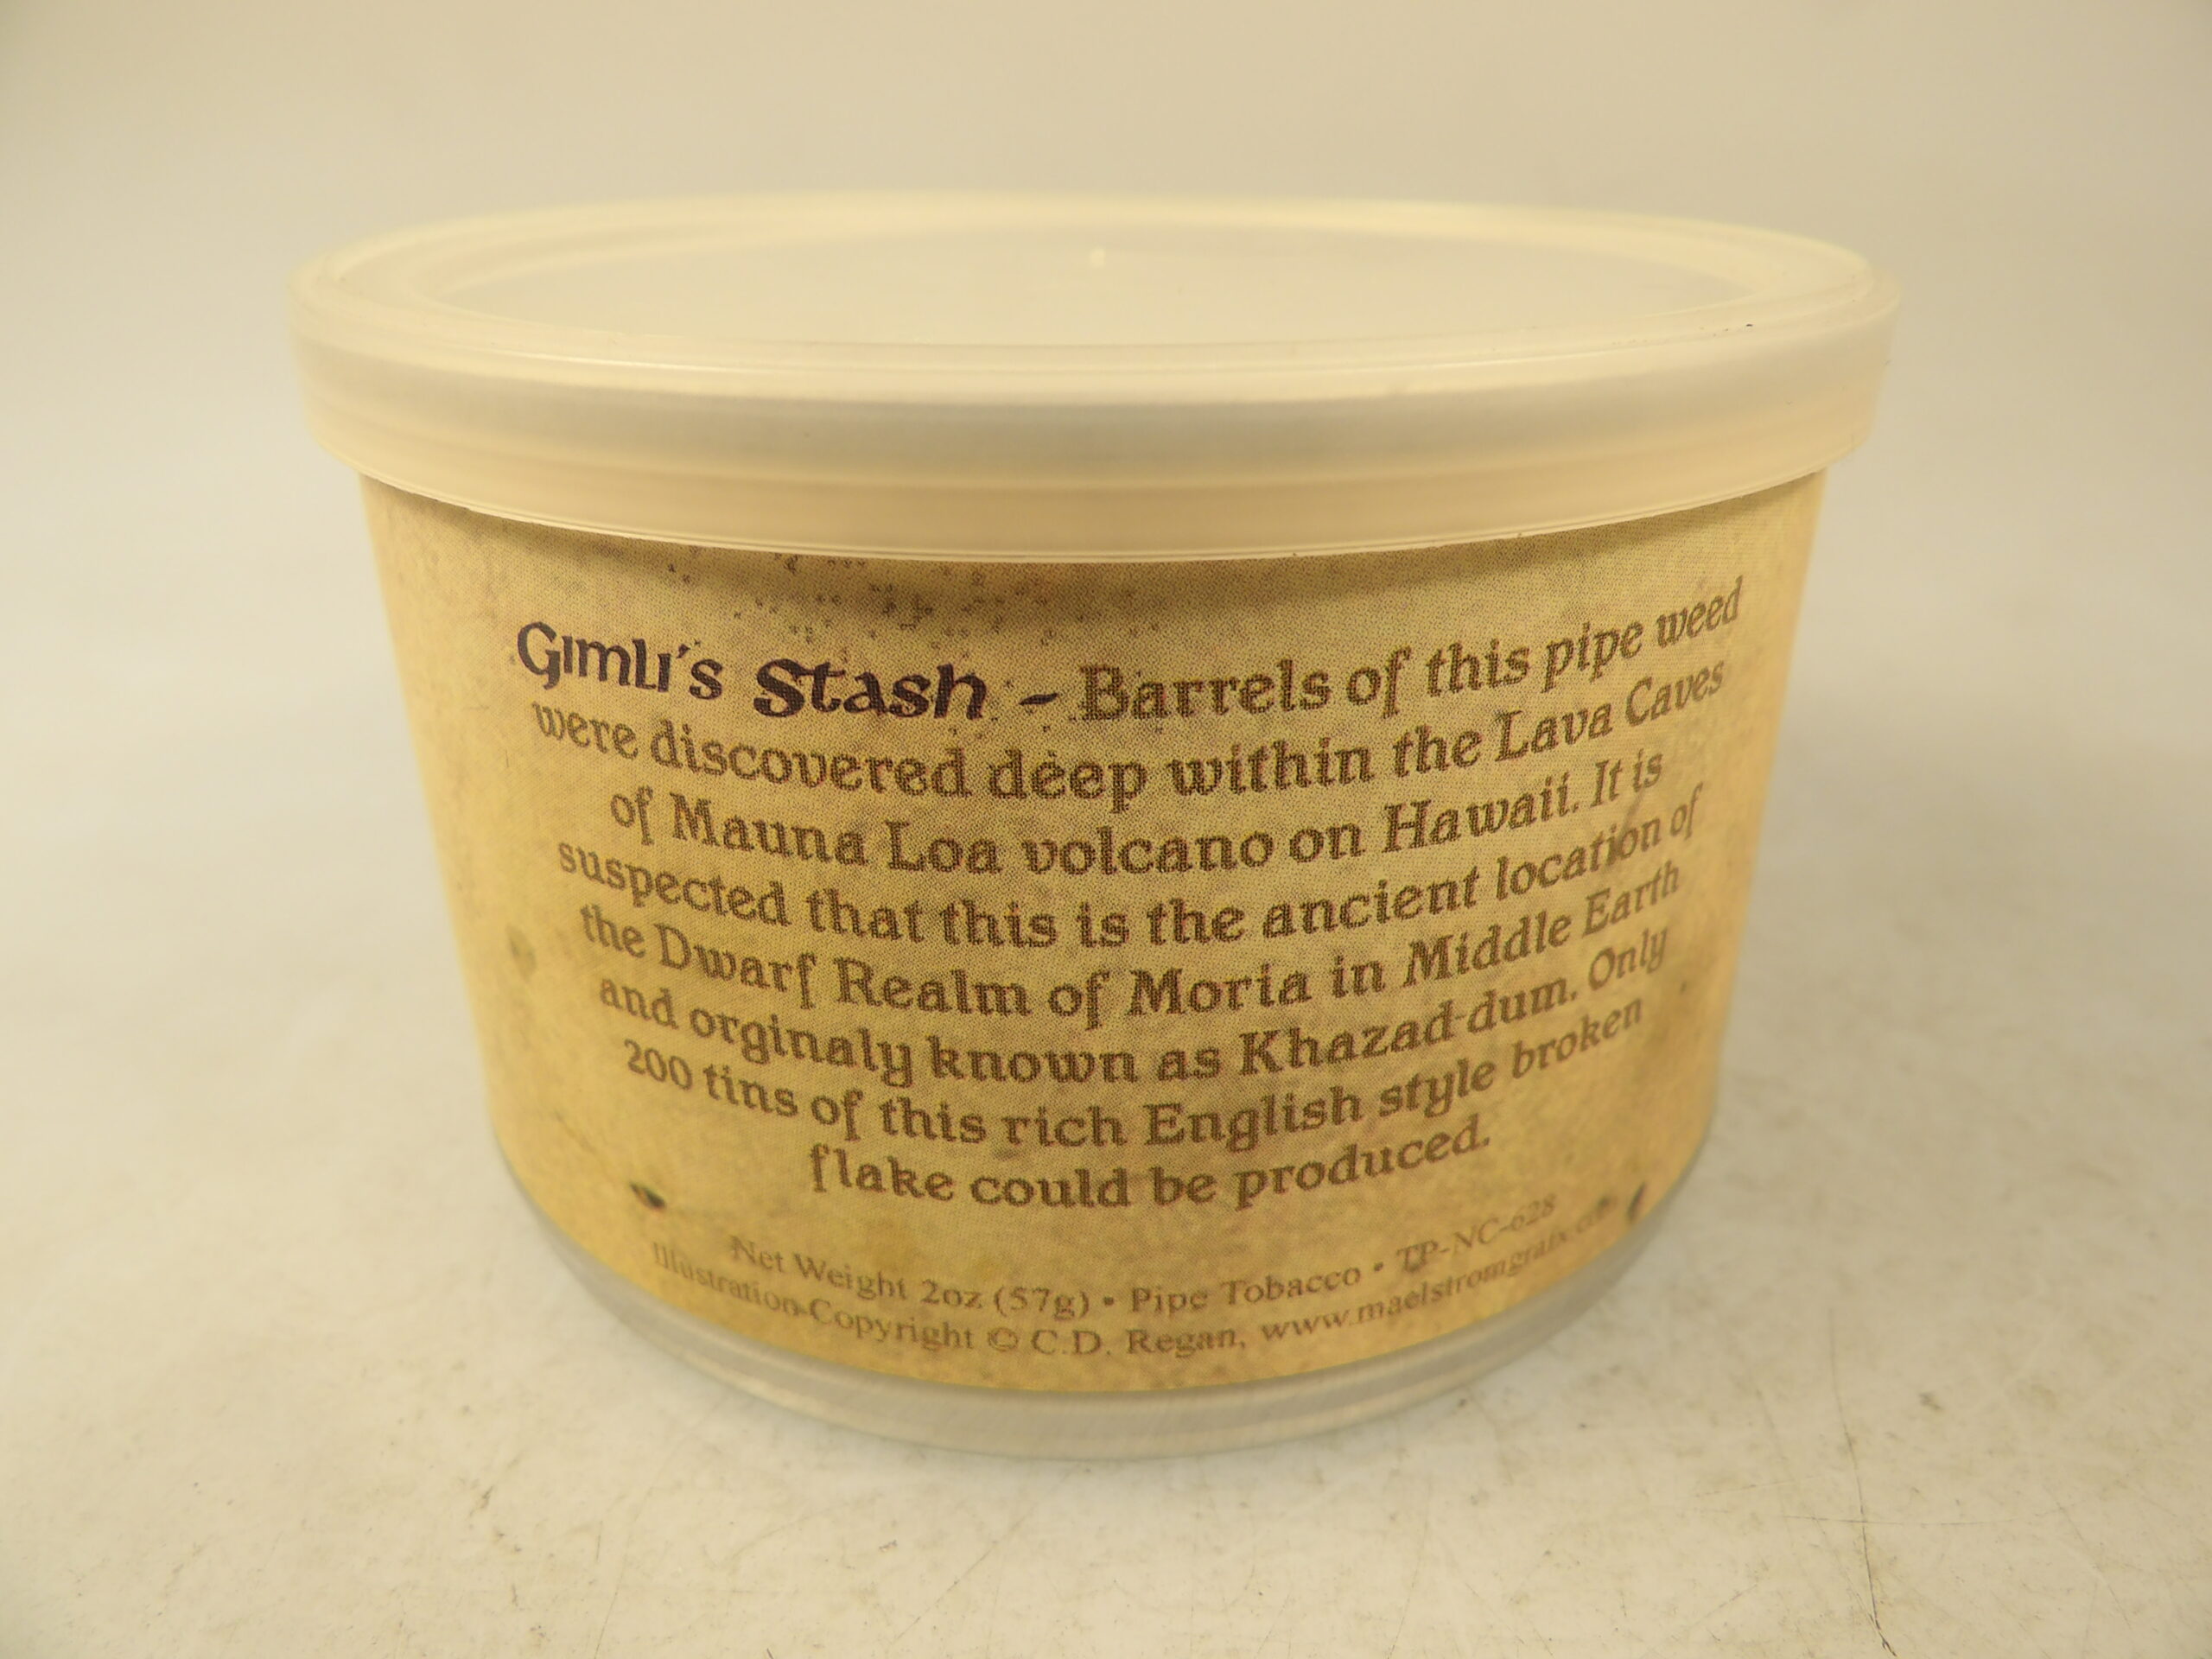 Gimli's Stash - Barrels of this pipe weed
were discovered deep within the Lava Caves
of Mauna Loa volcano on Hawaii. It is
suspected that this is the ancient location of
the Dwarf Realm of Moria in Middle Earth
and orginaly known as Khazad-dum. Only
200 tins of this rich English style broken
flake could be produced.
Net Weight 2oz (57g) • Pipe Tobacco • TP-NC-628
Illustration Copyright © C.D. Regan, www.maelstromgrafx.com